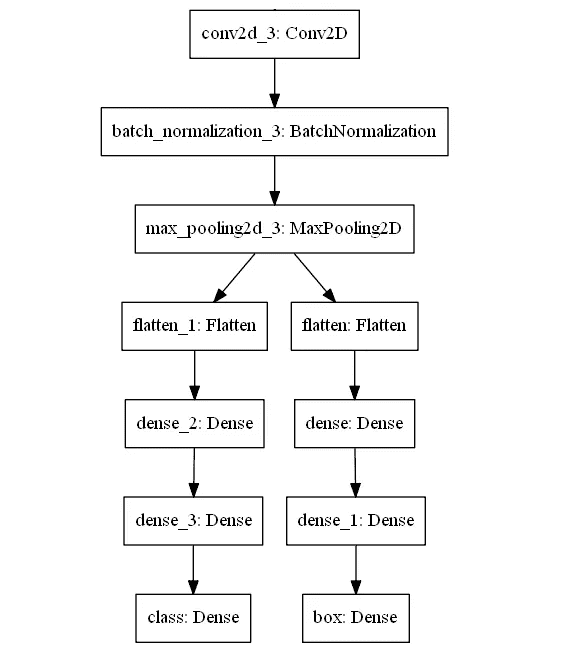 conv2d_3: Conv2D
batch_normalization_3: BatchNormalization
max_pooling2d_3: MaxPooling2D
flatten_1: Flatten
flatten: Flatten
dense_2: Dense
dense: Dense
dense_3: Dense
dense_1: Dense
class: Dense
box: Dense